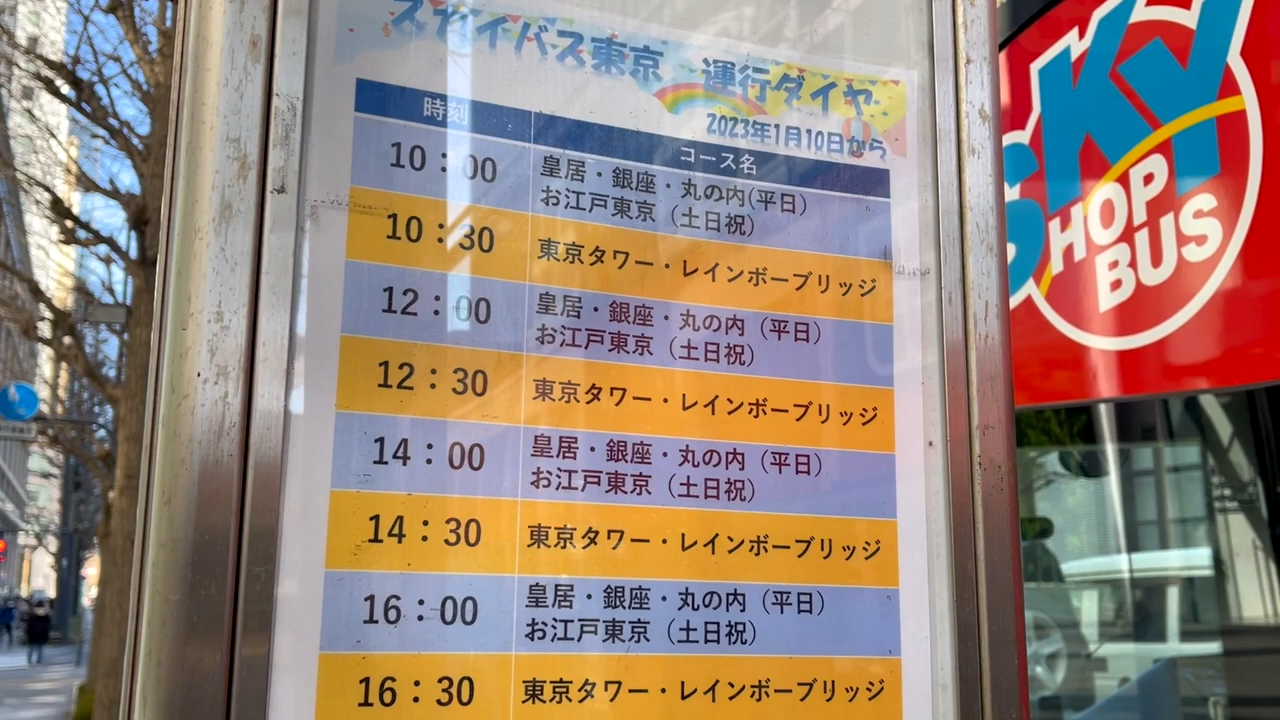 スカイバス東京 運行ダイヤ
2023年1月10日から
時刻 コース名
10:00 皇居・銀座・丸の内(平日)
お江戸東京(土日祝)
10:30 東京タワー・レインボーブリッジ
12:00 皇居・銀座・丸の内(平日)
お江戸東京(土日祝)
12:30 東京タワー・レインボーブリッジ
14:00 皇居・銀座・丸の内(平日)
お江戸東京(土日祝)
14:30 東京タワー・レインボーブリッジ
16:00 皇居・銀座・丸の内(平日)
お江戸東京(土日祝)
16:30 東京タワー・レインボーブリッジ
SKY
SHOP
BUS